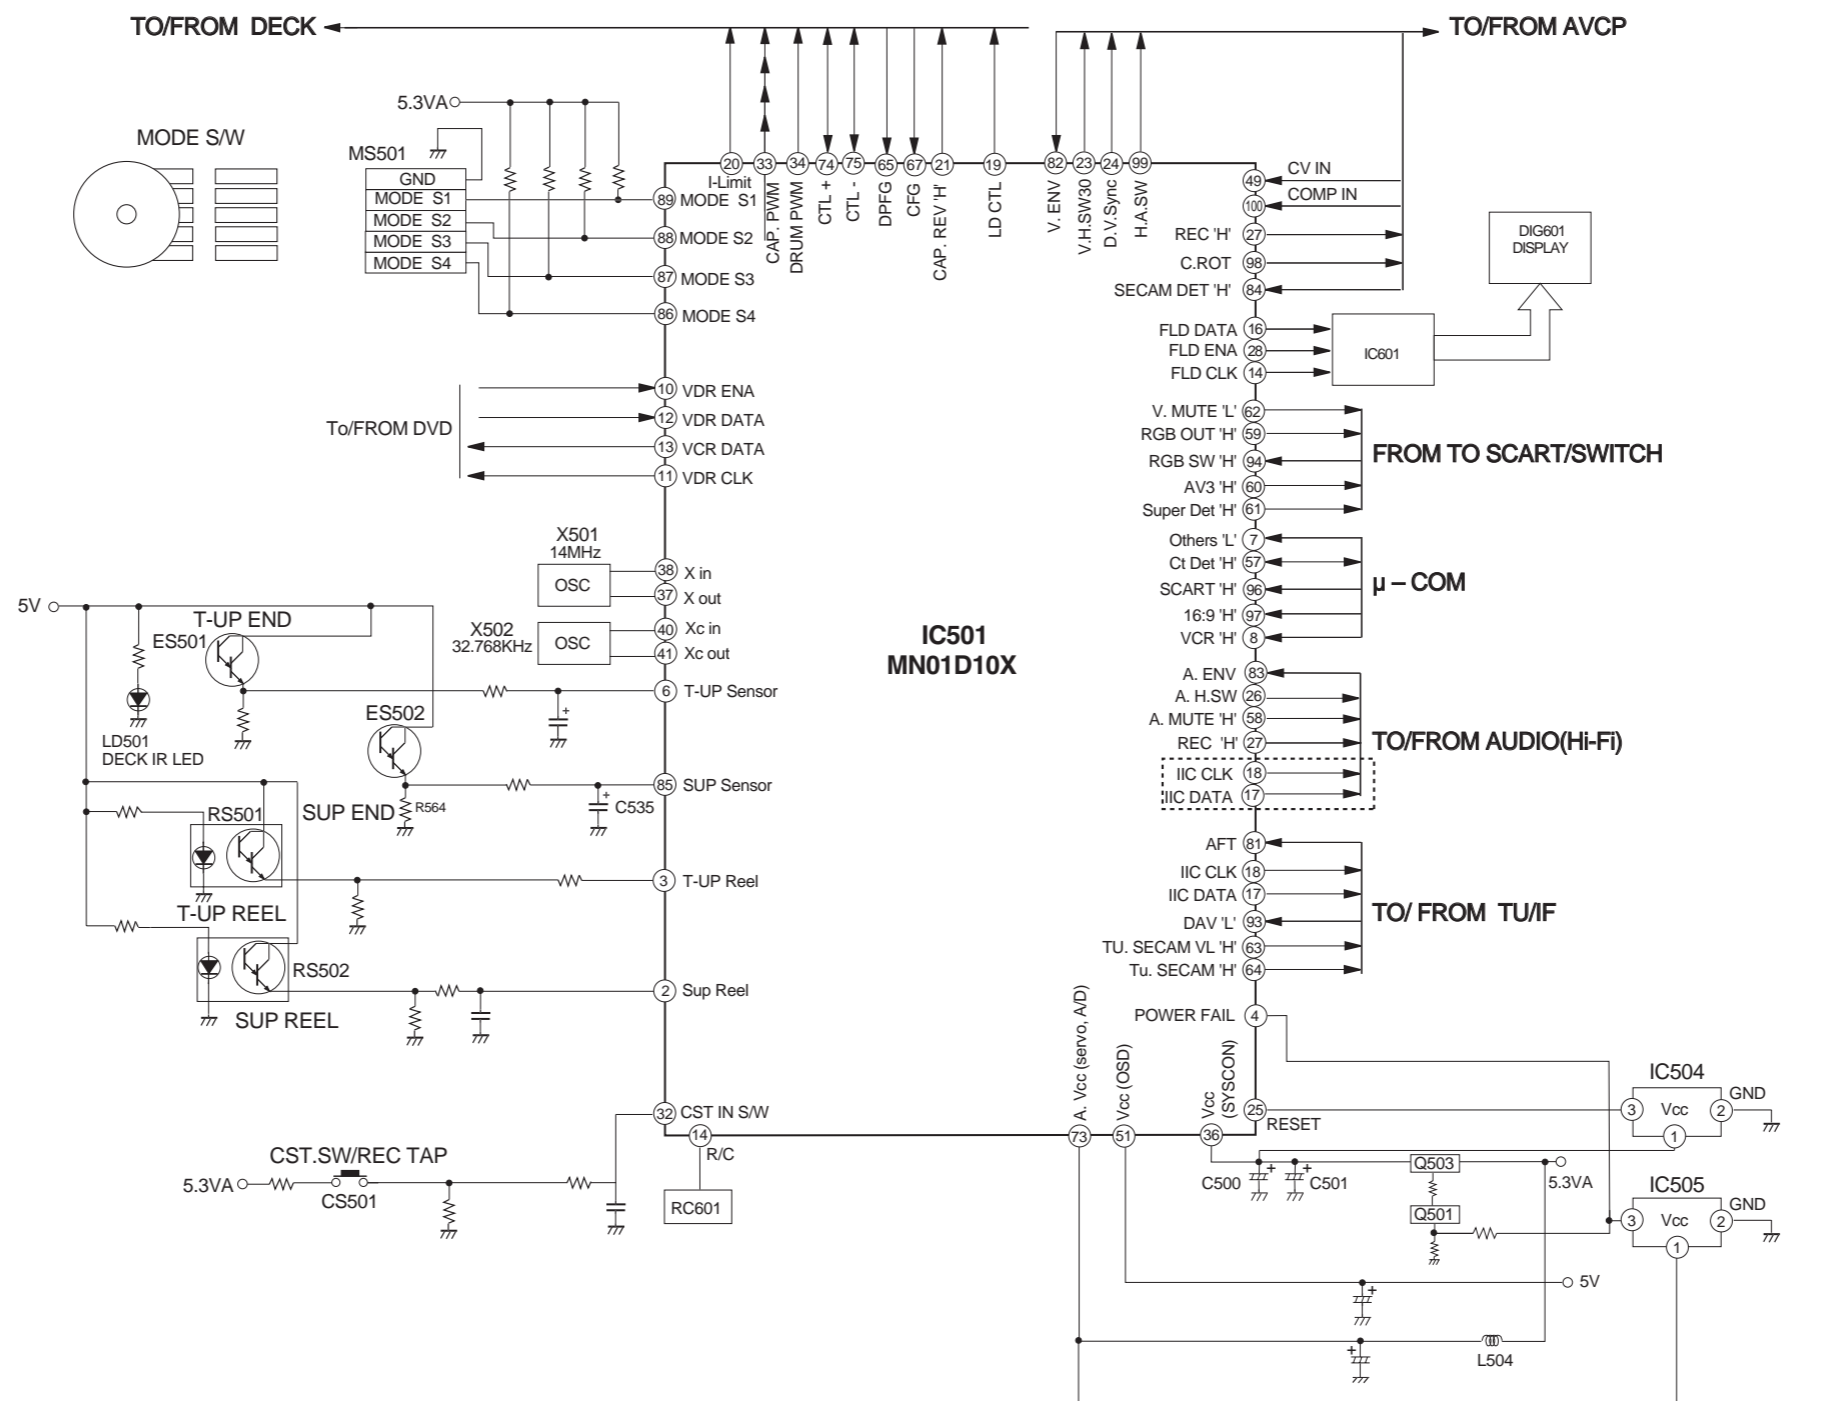 TO/FROM DECK
TO/FROM AVCP
5.3VA
MODE S/W
MS501
GND
MODE S1
MODE S2
MODE S3
MODE S4
20
33
34
74
75
65
67
21
19
82
23
24
99
I-Limit
CAP. PWM
DRUM PWM
CTL +
CTL -
DPFG
CFG
CAP. REV 'H'
LD CTL
V. ENV
V.H.SW30
D.V.Sync
H.A.SW
89 MODE S1
88 MODE S2
87 MODE S3
86 MODE S4
49 CV IN
100 COMP IN
REC 'H' 27
C.ROT 98
SECAM DET 'H' 84
DIG601
DISPLAY
FLD DATA 16
FLD ENA 28
FLD CLK 14
IC601
To/FROM DVD
10 VDR ENA
12 VDR DATA
13 VCR DATA
11 VDR CLK
V. MUTE 'L' 62
RGB OUT 'H' 59
RGB SW 'H' 94
AV3 'H' 60
Super Det 'H' 61
FROM TO SCART/SWITCH
X501
14MHz
OSC
38 X in
37 X out
X502
32.768KHz
OSC
40 Xc in
41 Xc out
Others 'L' 7
Ct Det 'H' 57
SCART 'H' 96
16:9 'H' 97
VCR 'H' 8
µ – COM
IC501
MN01D10X
5V
T-UP END
ES501
LD501
DECK IR LED
6 T-UP Sensor
ES502
85 SUP Sensor
SUP END
R564
C535
A. ENV 83
A. H.SW 26
A. MUTE 'H' 58
REC 'H' 27
IIC CLK 18
IIC DATA 17
TO/FROM AUDIO(Hi-Fi)
RS501
T-UP REEL
3 T-UP Reel
RS502
SUP REEL
2 Sup Reel
AFT 81
IIC CLK 18
IIC DATA 17
DAV 'L' 93
TU. SECAM VL 'H' 63
Tu. SECAM 'H' 64
TO/ FROM TU/IF
POWER FAIL 4
A. Vcc (servo, A/D)
Vcc (OSD)
Vcc
(SYSCON)
73
51
36
25
RESET
32 CST IN S/W
14
R/C
RC601
CST.SW/REC TAP
5.3VA
CS501
IC504
3
Vcc
2
1
GND
C500
+
+
C501
Q503
5.3VA
Q501
IC505
3
Vcc
2
1
GND
5V
+
+
L504
+
+